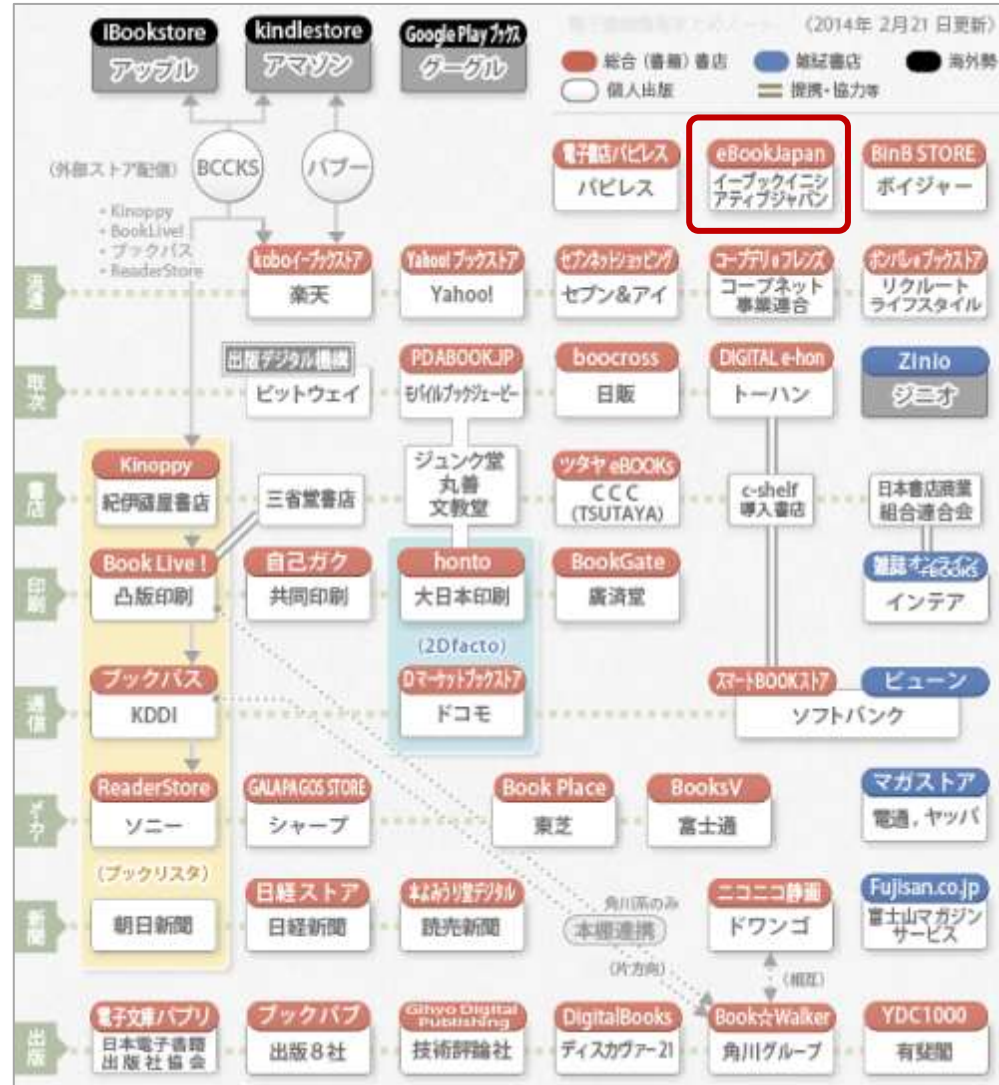 iBookstore
アップル
kindlestore
アマゾン
Google Play ブックス
グーグル
(2014年 2月21日更新)
総合(書籍)書店
雑誌書店
海外勢
個人出版
提携・協力等
(外部ストア配信)
BCCKS
パブー
• Kinoppy
• BookLive!
• ブックパス
• ReaderStore
電子書店パピレス
パピレス
eBookJapan
イーブックイニシ
アティブジャパン
BinB STORE
ボイジャー
流通
koboイーブックストア
楽天
Yahoo! ブックストア
Yahoo!
セブンネットショッピング
セブン&アイ
コープデリeフレンズ
コープネット
事業連合
ポンパレeブックストア
リクルート
ライフスタイル
取次
出版デジタル機構
ビットウェイ
PDABOOK.JP
モバイルブックジェーピー
boocross
日販
DIGITAL e-hon
トーハン
Zinio
ジニオ
書店
Kinoppy
紀伊國屋書店
三省堂書店
ジュンク堂
丸善
文教堂
ツタヤ eBOOKs
CCC
(TSUTAYA)
c-shelf
導入書店
日本書店商業
組合連合会
印刷
Book Live!
凸版印刷
自己ガク
共同印刷
honto
大日本印刷
(2Dfacto)
BookGate
廣済堂
雑誌オンライン
+BOOKS
インテア
通信
ブックパス
KDDI
Dマーケットブックストア
ドコモ
スマートBOOKストア
ビューン
ソフトバンク
メーカー
ReaderStore
ソニー
(ブックリスタ)
GALAPAGOS STORE
シャープ
Book Place
東芝
BooksV
富士通
マガストア
電通, ヤッパ
新聞
朝日新聞
日経ストア
日経新聞
本よみうり堂デジタル
読売新聞
角川系のみ
本棚連携
(片方向)
ニコニコ静画
ドワンゴ
(相互)
Fujisan.co.jp
富士山マガジン
サービス
出版
電子文庫パブリ
日本電子書籍
出版社協会
ブックパブ
出版8社
Gihyo Digital
Publishing
技術評論社
DigitalBooks
ディスカヴァー21
Book☆Walker
角川グループ
YDC1000
有斐閣